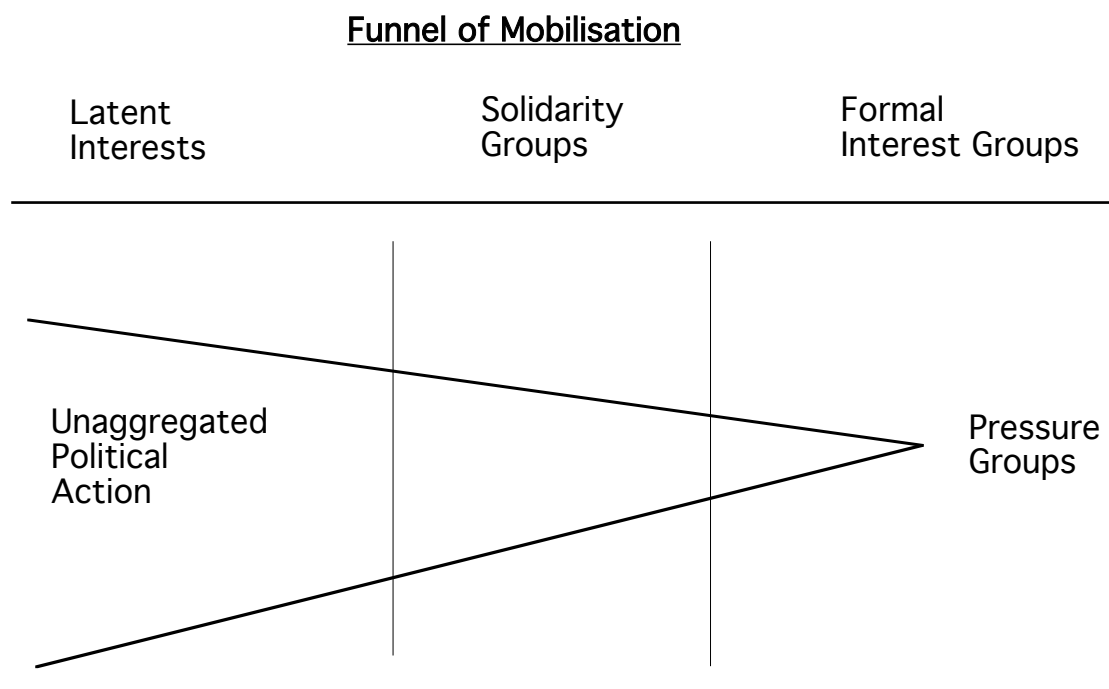 Funnel of Mobilisation
Latent
Interests
Solidarity
Groups
Formal
Interest Groups
Unaggregated
Political
Action
Pressure
Groups